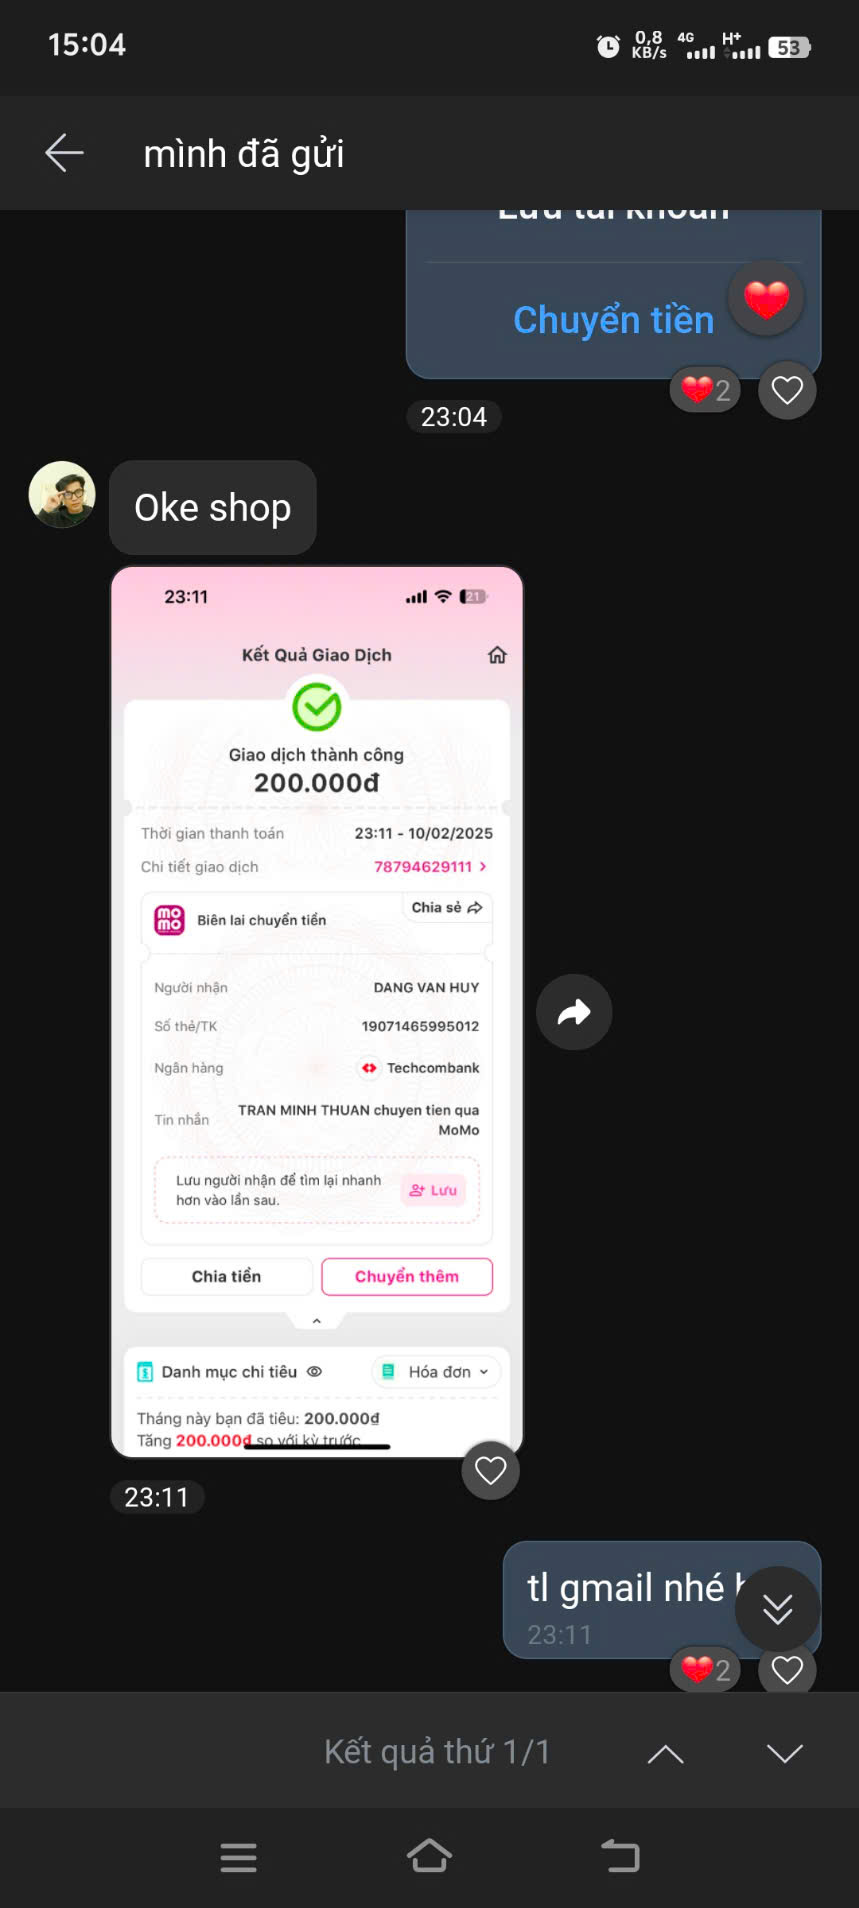 15:04
0,8
KB/s
4G
H+
53
mình đã gửi
Lưu tài khoản
Chuyển tiền
2
23:04
Oke shop
23:11
21
Kết Quả Giao Dịch
Giao dịch thành công
200.000đ
Thời gian thanh toán 23:11 - 10/02/2025
Chi tiết giao dịch 78794629111 >
Chia sẻ
mo
mo
Biên lai chuyển tiền
Người nhận DANG VAN HUY
Số thẻ/TK 19071465995012
Ngân hàng Techcombank
Tin nhắn TRAN MINH THUAN chuyen tien qua
MoMo
Lưu người nhận để tìm lại nhanh
hơn vào lần sau.
Lưu
Chia tiền Chuyển thêm
Danh mục chi tiêu Hóa đơn
Tháng này bạn đã tiêu: 200.000₫
Tăng 200.000₫ so với kỳ trước
23:11
tl gmail nhé
23:11
2
Kết quả thứ 1/1